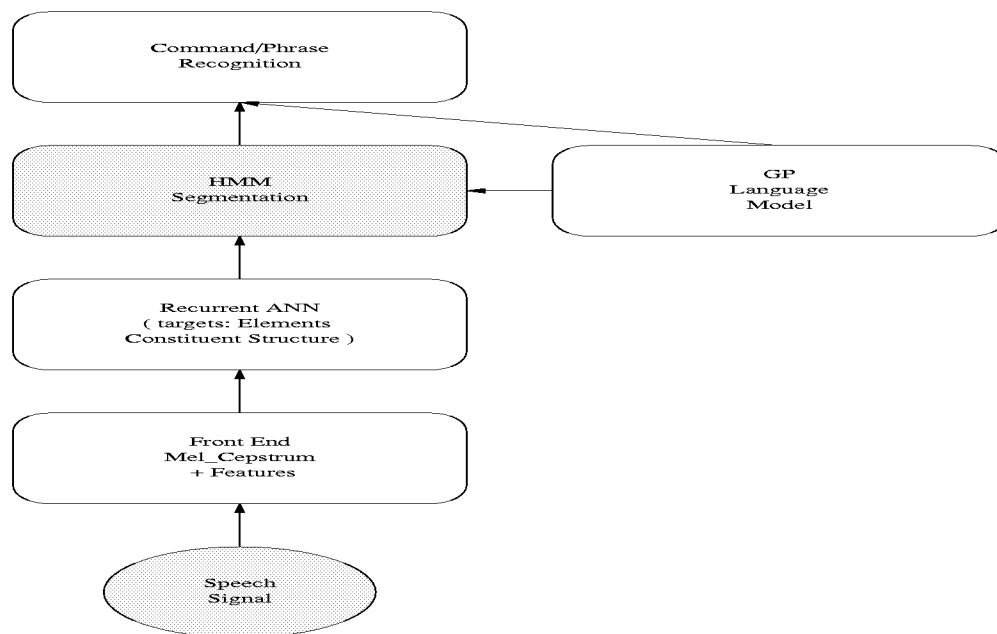 Command/Phrase
Recognition
HMM
Segmentation
GP
Language
Model
Recurrent ANN
( targets: Elements
Constituent Structure )
Front End
Mel_Cepstrum
+ Features
Speech
Signal